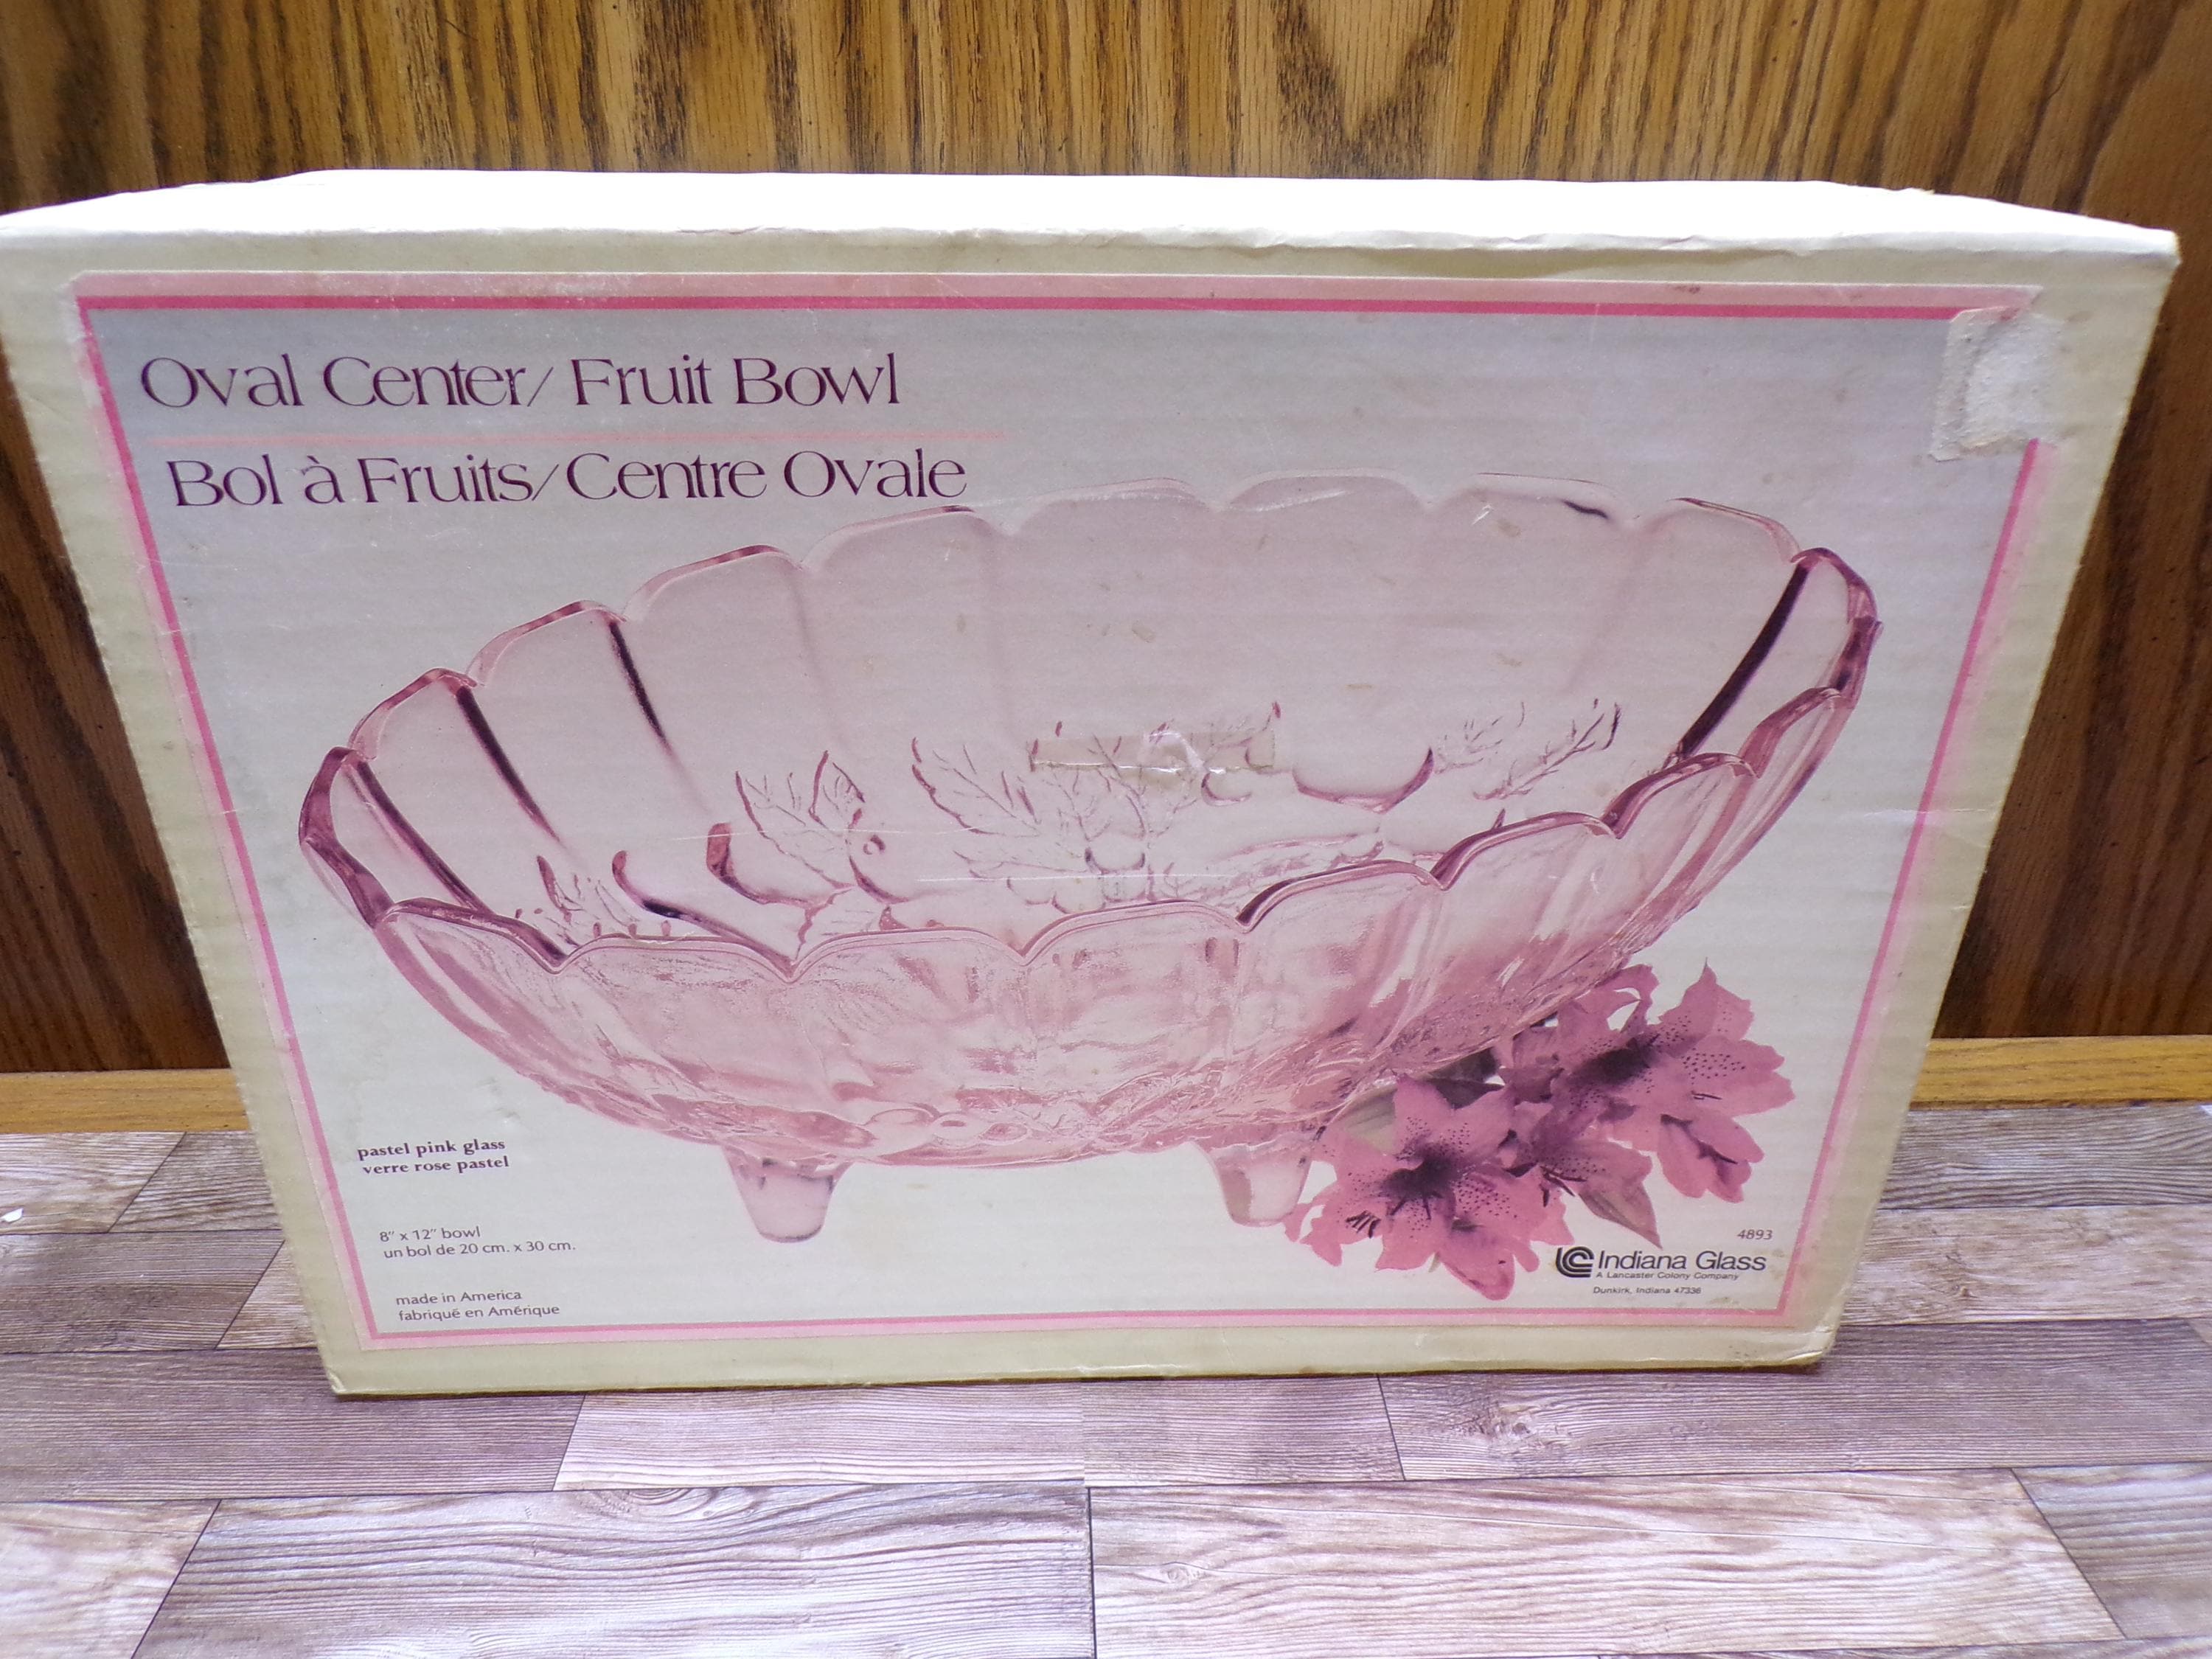 Oval Center/ Fruit Bowl
Bol à Fruits/Centre Ovale
pastel pink glass
verre rose pastel
8" x 12" bowl
un bol de 20 cm. x 30 cm.
made in America
fabriqué en Amérique
4893
Indiana Glass
A Lancaster Colony Company
Dunkirk, Indiana 47336